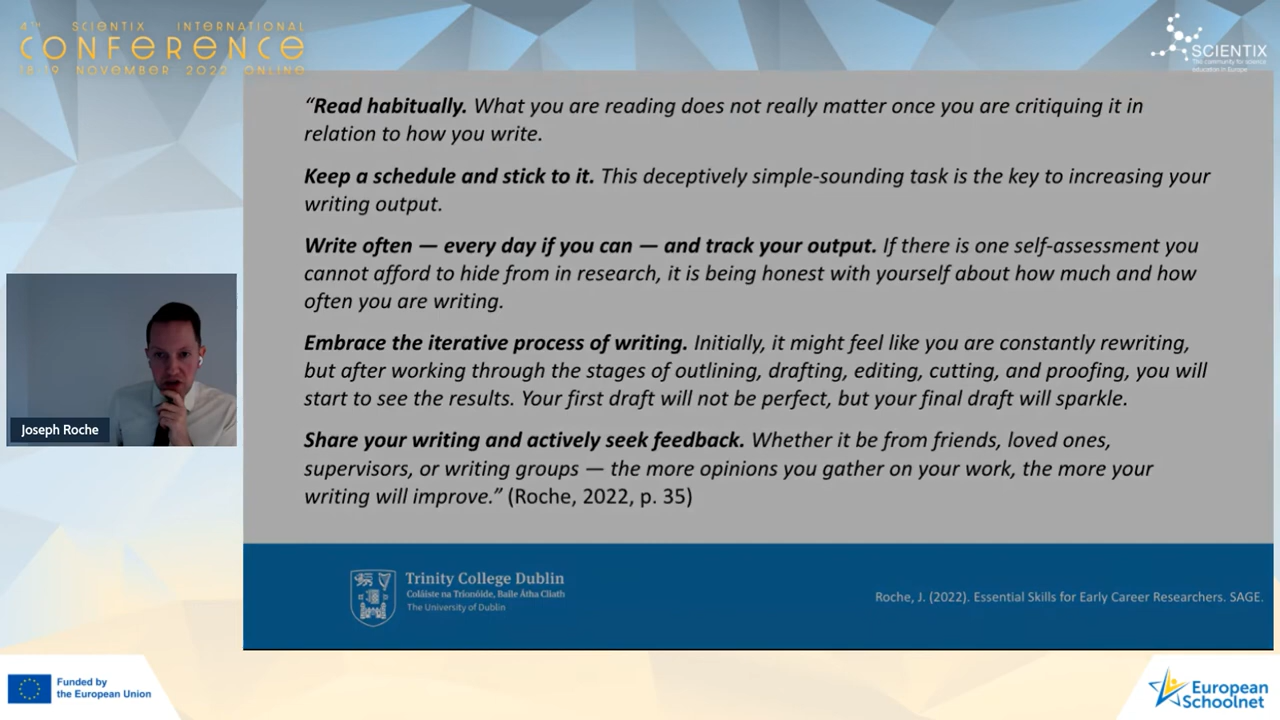 4TH SCIENTIX INTERNATIONAL
CONFERENCE
18-19 NOVEMBER 2022 ONLINE
SCIENTIX
The community for science
education in Europe
“Read habitually. What you are reading does not really matter once you are critiquing it in
relation to how you write.
Keep a schedule and stick to it. This deceptively simple-sounding task is the key to increasing your
writing output.
Write often — every day if you can — and track your output. If there is one self-assessment you
cannot afford to hide from in research, it is being honest with yourself about how much and how
often you are writing.
Embrace the iterative process of writing. Initially, it might feel like you are constantly rewriting,
but after working through the stages of outlining, drafting, editing, cutting, and proofing, you will
start to see the results. Your first draft will not be perfect, but your final draft will sparkle.
Share your writing and actively seek feedback. Whether it be from friends, loved ones,
supervisors, or writing groups — the more opinions you gather on your work, the more your
writing will improve.” (Roche, 2022, p. 35)
Joseph Roche
Trinity College Dublin
Coláiste na Tríonóide, Baile Átha Cliath
The University of Dublin
Roche, J. (2022). Essential Skills for Early Career Researchers. SAGE.
Funded by
the European Union
European
Schoolnet